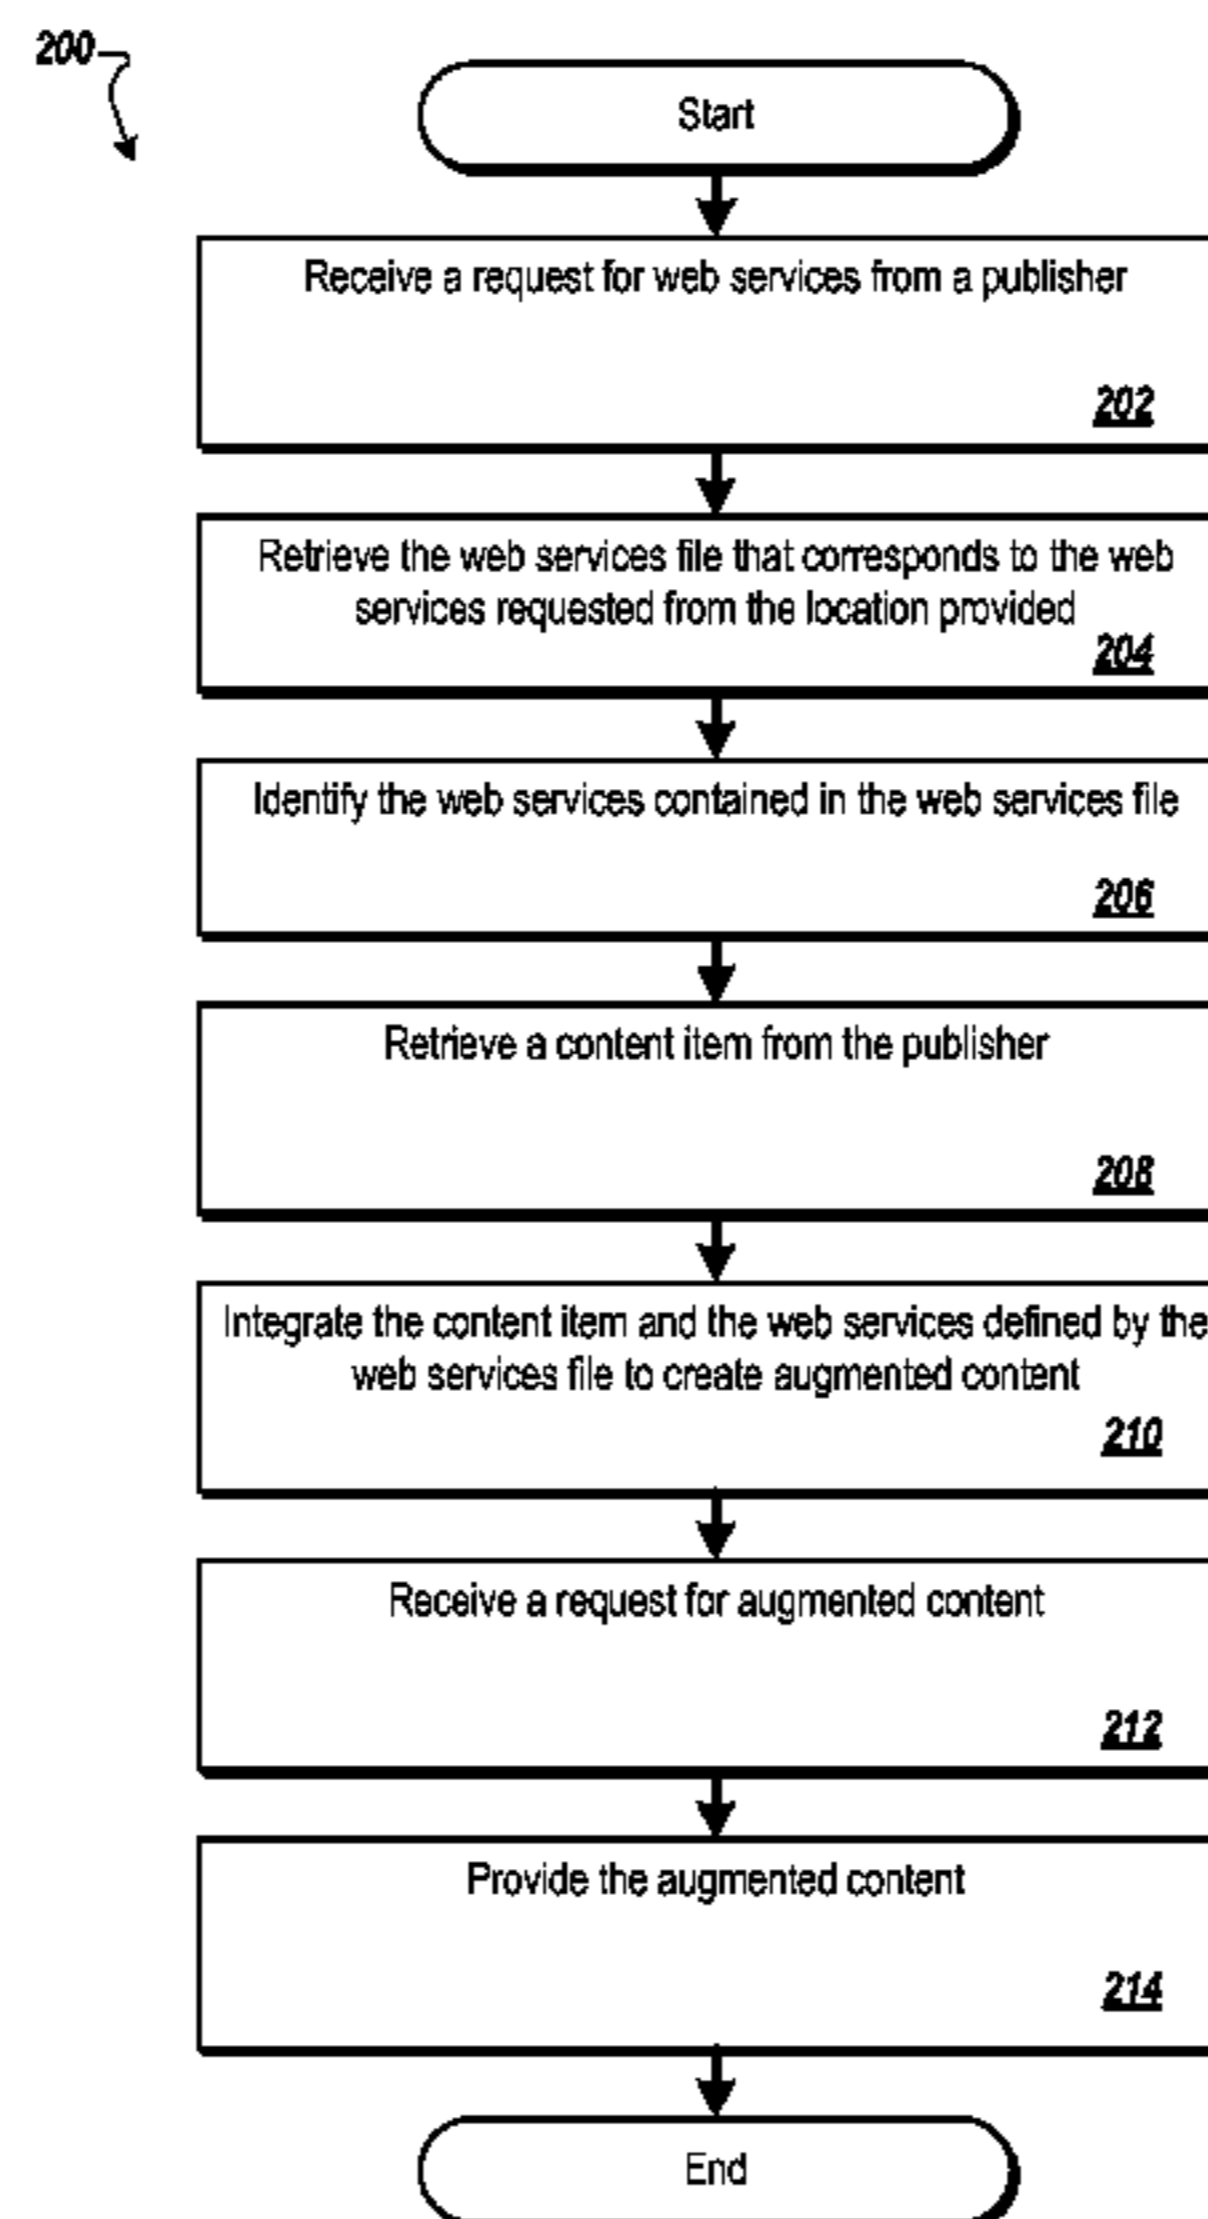 200
Start
Receive a request for web services from a publisher
202
Retrieve the web services file that corresponds to the web
services requested from the location provided
204
Identify the web services contained in the web services file
206
Retrieve a content item from the publisher
208
Integrate the content item and the web services defined by the
web services file to create augmented content
210
Receive a request for augmented content
212
Provide the augmented content
214
End